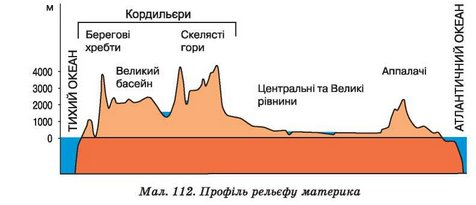 м
Кордильєри
Берегові
хребти
Скелясті
гори
Великий
басейн
Центральні та Великі
рівнини
Аппалачі
4000
3000
2000
1000
0
ТИХИЙ ОКЕАН
АТЛАНТИЧНИЙ ОКЕАН
Мал. 112. Профіль рельєфу материка